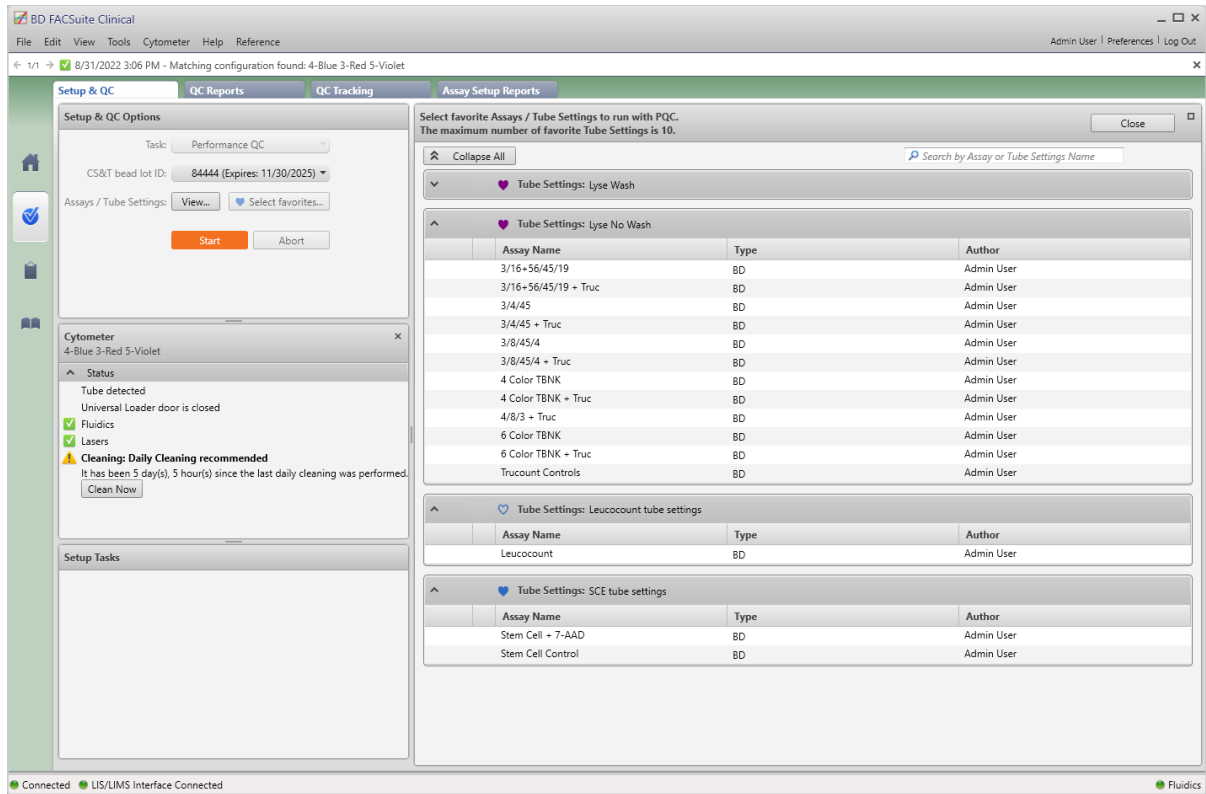 BD FACSuite Clinical
File Edit View Tools Cytometer Help Reference
Admin User | Preferences | Log Out
1/1 8/31/2022 3:06 PM - Matching configuration found: 4-Blue 3-Red 5-Violet
Setup & QC QC Reports QC Tracking Assay Setup Reports
Setup & QC Options
Task: Performance QC
CS&T bead lot ID: 84444 (Expires: 11/30/2025)
Assays / Tube Settings: View... Select favorites...
Start Abort
Cytometer
4-Blue 3-Red 5-Violet
Status
Tube detected
Universal Loader door is closed
Fluidics
Lasers
Cleaning: Daily Cleaning recommended
It has been 5 day(s), 5 hour(s) since the last daily cleaning was performed.
Clean Now
Setup Tasks
Select favorite Assays / Tube Settings to run with PQC.
The maximum number of favorite Tube Settings is 10.
Close
Collapse All
Search by Assay or Tube Settings Name
Tube Settings: Lyse Wash
Tube Settings: Lyse No Wash
Assay Name Type Author
3/16+56/45/19 BD Admin User
3/16+56/45/19 + Truc BD Admin User
3/4/45 BD Admin User
3/4/45 + Truc BD Admin User
3/8/45/4 BD Admin User
3/8/45/4 + Truc BD Admin User
4 Color TBNK BD Admin User
4 Color TBNK + Truc BD Admin User
4/8/3 + Truc BD Admin User
6 Color TBNK BD Admin User
6 Color TBNK + Truc BD Admin User
Trucount Controls BD Admin User
Tube Settings: Leucocount tube settings
Assay Name Type Author
Leucocount BD Admin User
Tube Settings: SCE tube settings
Assay Name Type Author
Stem Cell + 7-AAD BD Admin User
Stem Cell Control BD Admin User
Connected LIS/LIMS Interface Connected
Fluidics